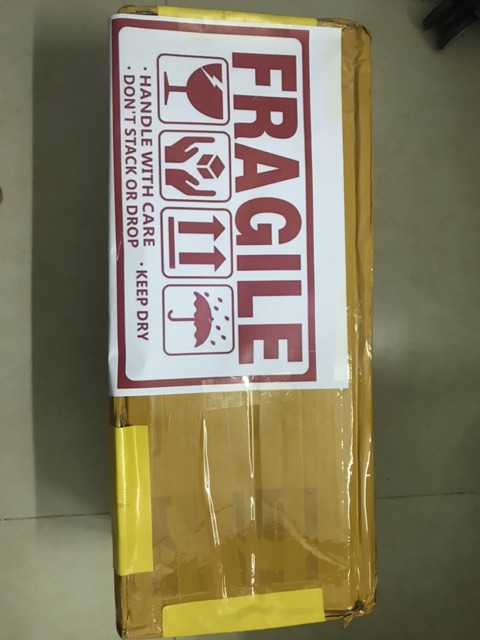 FRAGILE
· HANDLE WITH CARE
· KEEP DRY
· DON'T STACK OR DROP